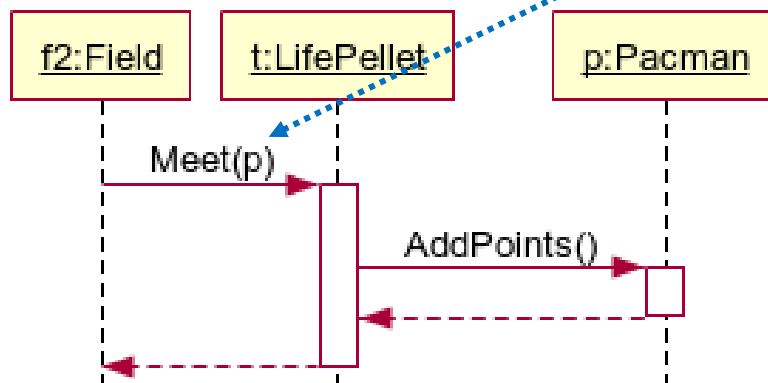 f2:Field
t:LifePellet
p:Pacman
Meet(p)
AddPoints()